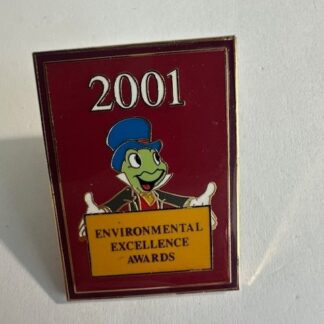 2001
ENVIRONMENTAL
EXCELLENCE
AWARDS